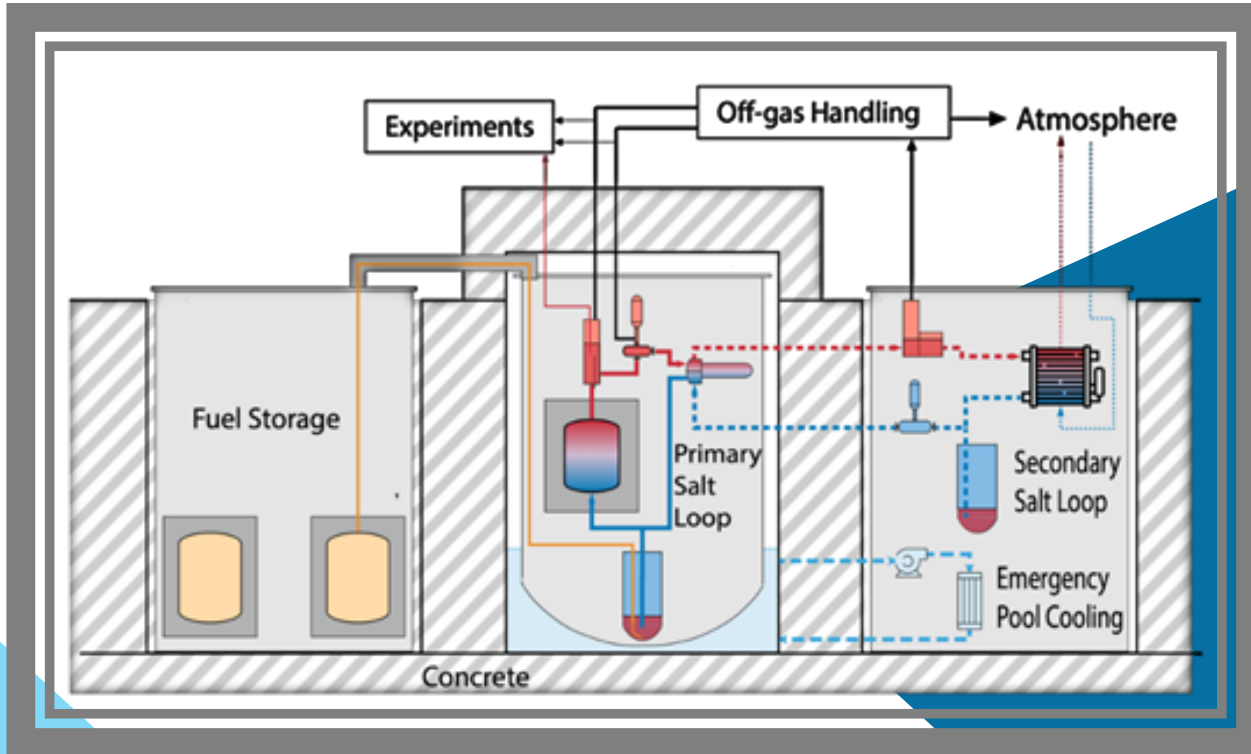 Experiments
Off-gas Handling
Atmosphere
Fuel Storage
Primary
Salt
Loop
Secondary
Salt Loop
Emergency
Pool Cooling
Concrete